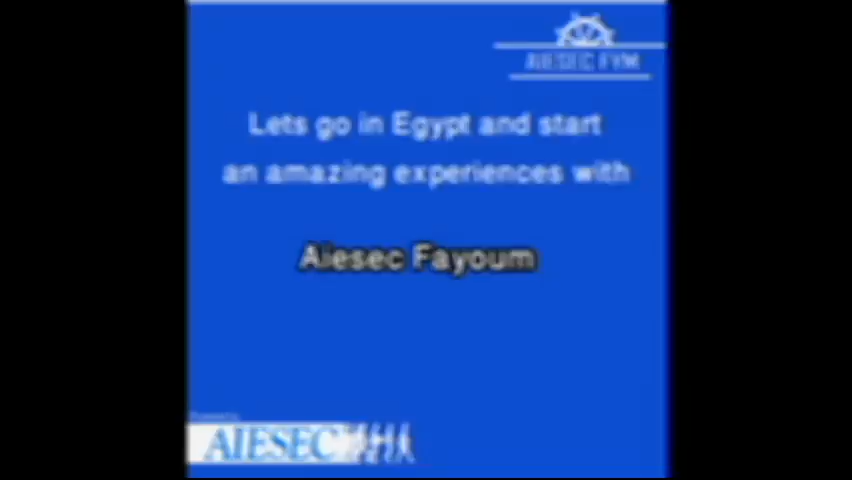 AIESEC FYM
Lets go in Egypt and start
an amazing experiences with
Aiesec Fayoum
AIESEC